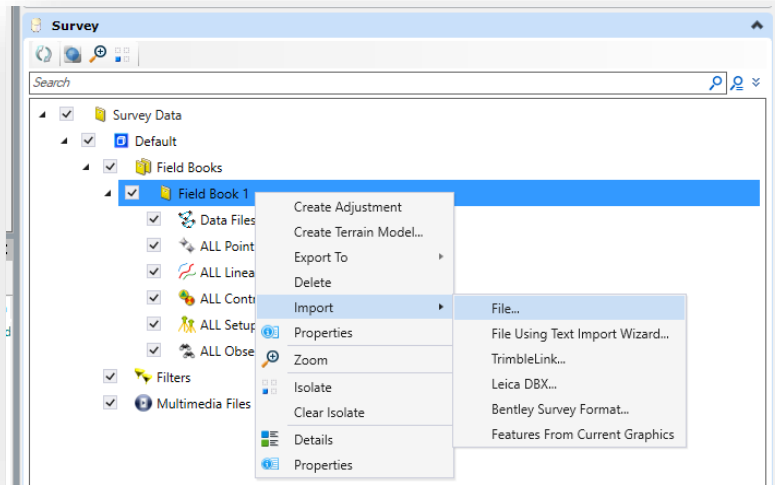 Survey
Search
Survey Data
Default
Field Books
Field Book 1
Data Files
ALL Point
ALL Linea
ALL Contr
ALL Setup
ALL Obse
Filters
Multimedia Files
Create Adjustment
Create Terrain Model...
Export To
Delete
Import
Properties
Zoom
Isolate
Clear Isolate
Details
Properties
File...
File Using Text Import Wizard...
TrimbleLink...
Leica DBX...
Bentley Survey Format...
Features From Current Graphics